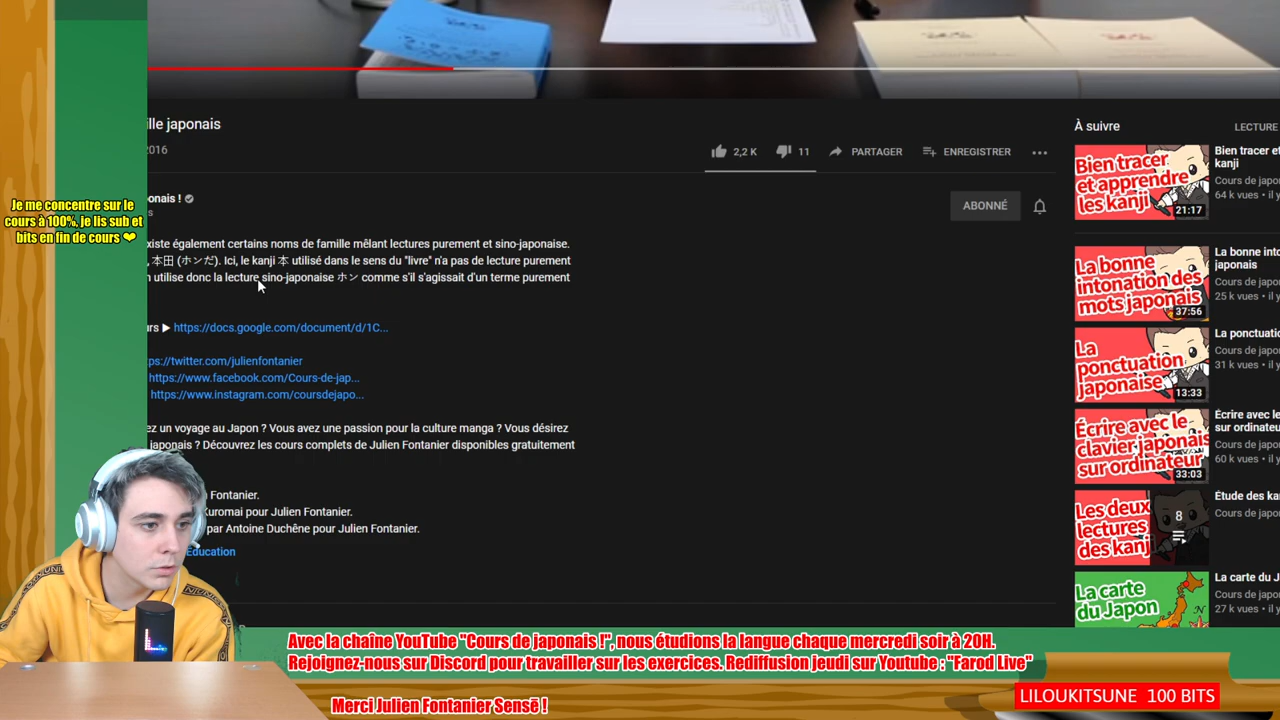 ille japonais
2016
2,2 K
11
PARTAGER
ENREGISTRER
onais !
s
ABONNÉ
xiste également certains noms de famille mêlant lectures purement et sino-japonaise.
, 本田 (ホンだ). Ici, le kanji 本 utilisé dans le sens du "livre" n'a pas de lecture purement
n utilise donc la lecture sino-japonaise ホン comme s'il s'agissait d'un terme purement
urs ▶ https://docs.google.com/document/d/1C...
ps://twitter.com/julienfontanier
https://www.facebook.com/Cours-de-jap...
https://www.instagram.com/coursdejapo...
ez un voyage au Japon ? Vous avez une passion pour la culture manga ? Vous désirez
japonais ? Découvrez les cours complets de Julien Fontanier disponibles gratuitement
n Fontanier.
Kuromai pour Julien Fontanier.
par Antoine Duchêne pour Julien Fontanier.
Education
Je me concentre sur le
cours à 100%, je lis sub et
bits en fin de cours ❤
À suivre
LECTURE
Bien tracer
et apprendre
les kanji
21:17
Bien tracer et
kanji
Cours de japo
64 k vues • il y
La bonne
intonation des
mots japonais
37:56
La bonne into
japonais
Cours de japo
25 k vues • il y
La
ponctuation
japonaise
13:33
La ponctuati
Cours de japo
31 k vues • il y
Écrire avec le
clavier japonais
sur ordinateur
33:03
Écrire avec le
sur ordinateu
Cours de japo
60 k vues • il y
Les deux
lectures
des kanj
8
Étude des ka
Cours de japo
La carte
du Japon
N
La carte du J
Cours de japo
27 k vues • il y
Avec la chaîne YouTube "Cours de japonais !", nous étudions la langue chaque mercredi soir à 20H.
Rejoignez-nous sur Discord pour travailler sur les exercices. Rediffusion jeudi sur Youtube : "Farod Live"
Merci Julien Fontanier Sensē !
LILOUKITSUNE 100 BITS